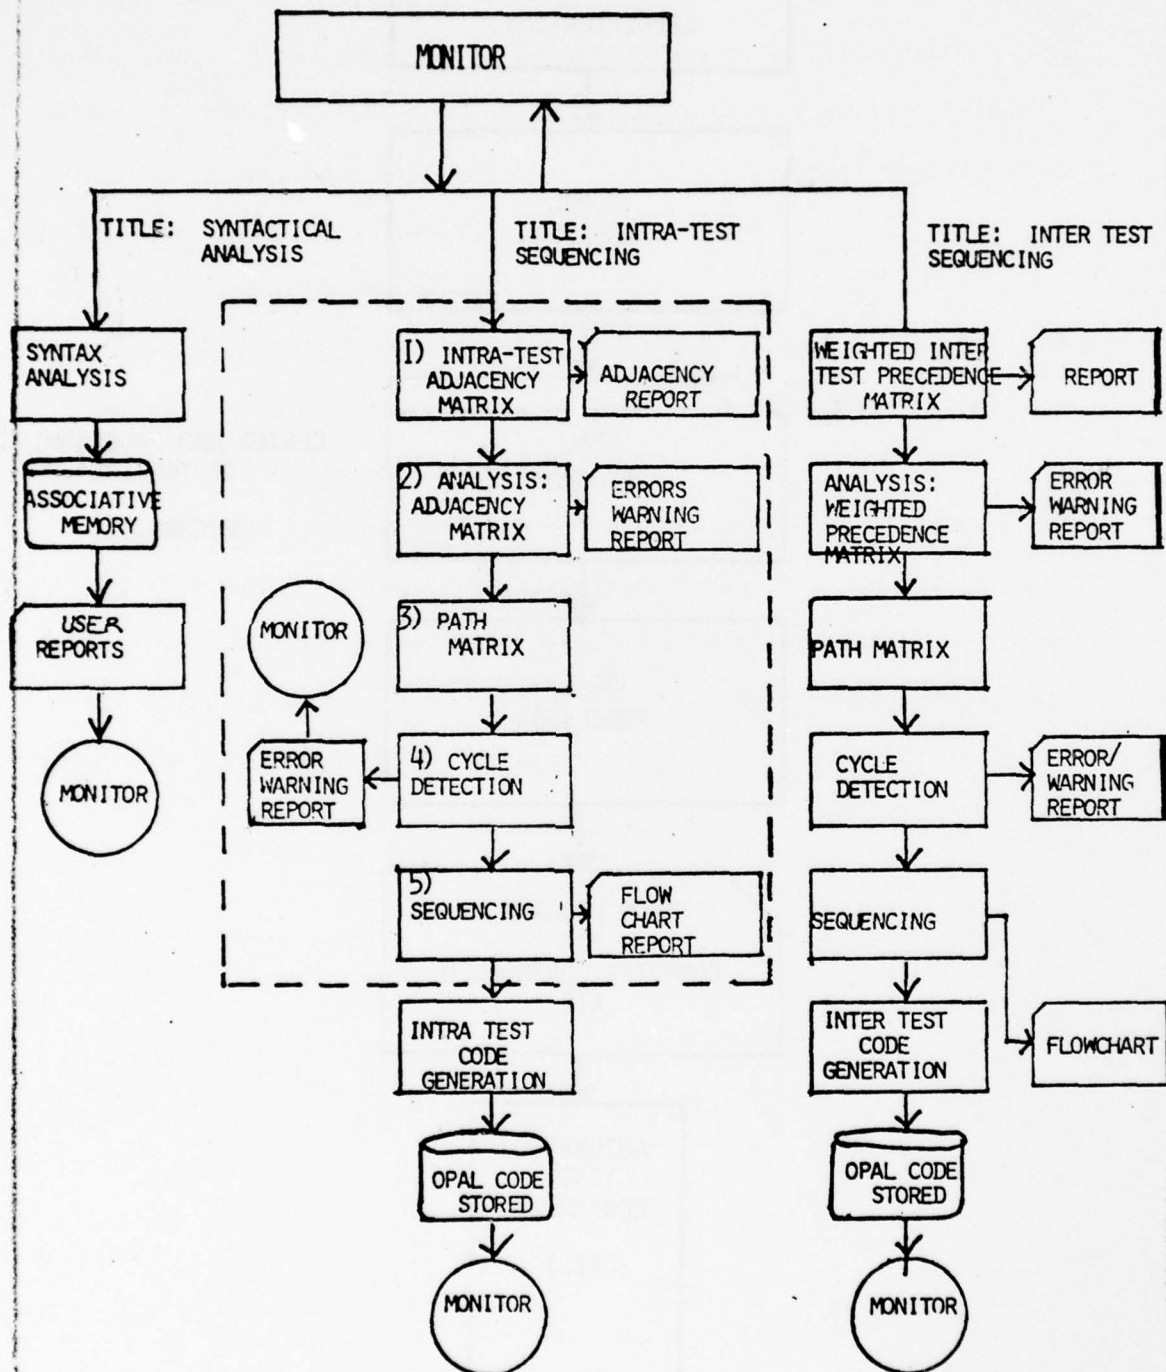 MONITOR
TITLE: SYNTACTICAL
ANALYSIS
TITLE: INTRA-TEST
SEQUENCING
TITLE: INTER TEST
SEQUENCING
SYNTAX
ANALYSIS
ASSOCIATIVE
MEMORY
USER
REPORTS
MONITOR
1) INTRA-TEST
ADJACENCY
MATRIX
ADJACENCY
REPORT
2) ANALYSIS:
ADJACENCY
MATRIX
ERRORS
WARNING
REPORT
3) PATH
MATRIX
MONITOR
4) CYCLE
DETECTION
ERROR
WARNING
REPORT
5)
SEQUENCING
FLOW
CHART
REPORT
INTRA TEST
CODE
GENERATION
OPAL CODE
STORED
MONITOR
WEIGHTED INTER
TEST PRECEDENCE
MATRIX
REPORT
ANALYSIS:
WEIGHTED
PRECEDENCE
MATRIX
ERROR
WARNING
REPORT
PATH MATRIX
CYCLE
DETECTION
ERROR/
WARNING
REPORT
SEQUENCING
INTER TEST
CODE
GENERATION
FLOWCHART
OPAL CODE
STORED
MONITOR